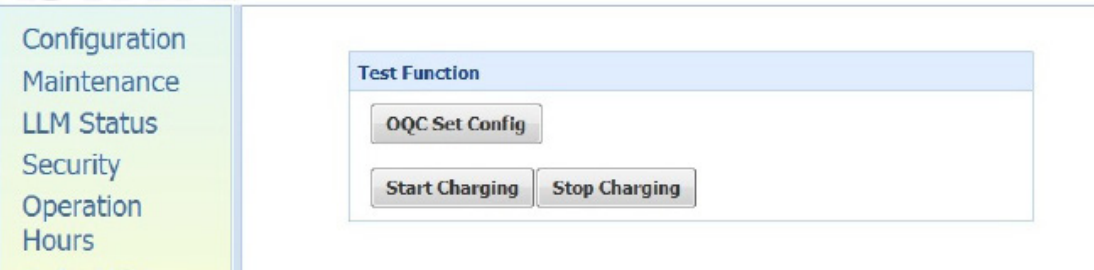 Configuration
Maintenance
LLM Status
Security
Operation
Hours
Test Function
OQC Set Config
Start Charging Stop Charging